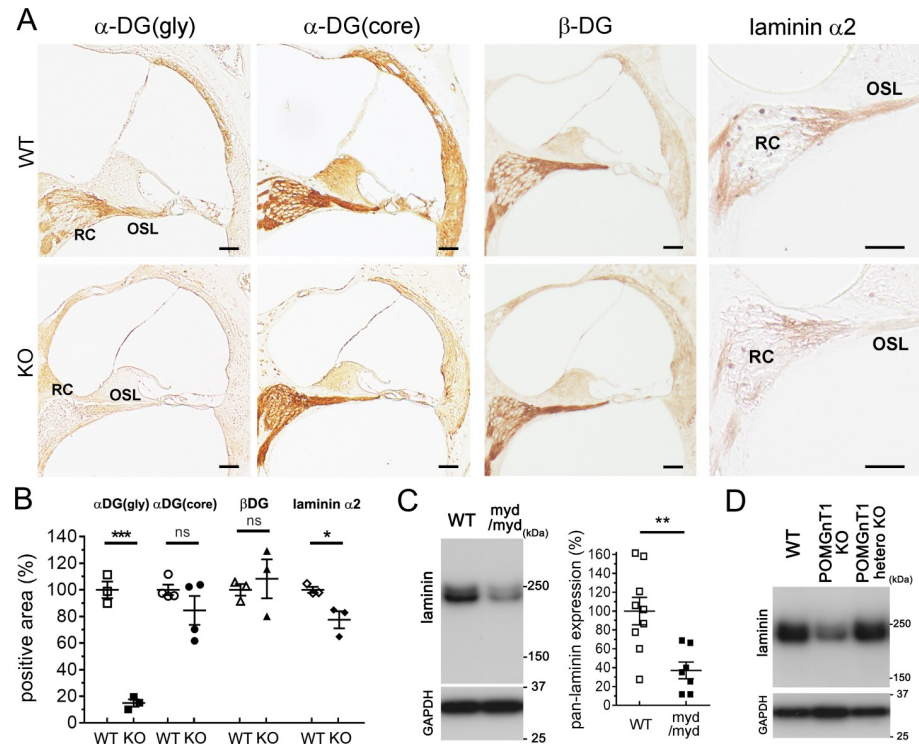 A
α-DG(gly) α-DG(core) β-DG laminin α2
WT
RC OSL
RC OSL
KO
RC OSL
RC OSL
B
αDG(gly) αDG(core) βDG laminin α2
*** ns ns *
positive area (%)
140
120
100
80
60
40
20
0
WT KO WT KO WT KO WT KO
C
WT myd
/myd
(kDa)
laminin
250
150
GAPDH
37
25
**
pan-laminin expression (%)
160
140
120
100
80
60
40
20
0
WT myd
/myd
D
WT
POMGnT1
KO
POMGnT1
hetero KO
(kDa)
laminin
250
150
GAPDH
37
25